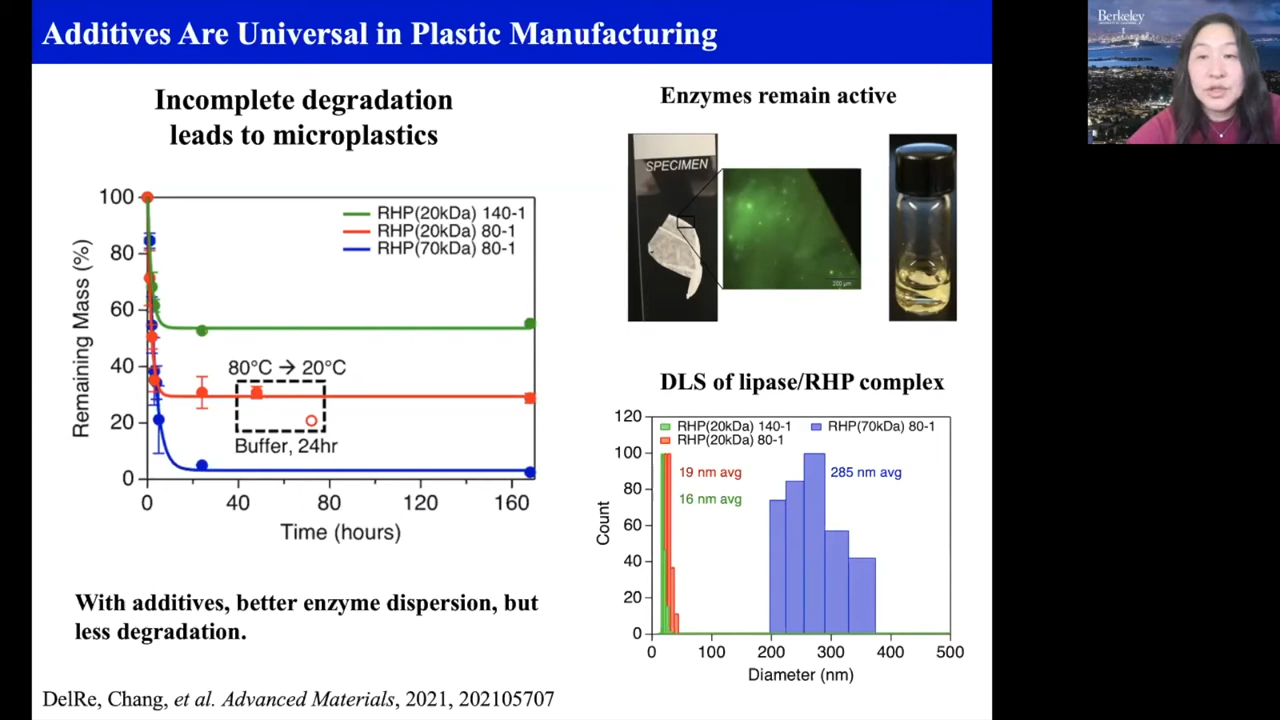 Additives Are Universal in Plastic Manufacturing
Berkeley
Incomplete degradation
leads to microplastics
100
80
60
40
20
0
Remaining Mass (%)
RHP(20kDa) 140-1
RHP(20kDa) 80-1
RHP(70kDa) 80-1
80°C → 20°C
Buffer, 24hr
0
40
80
120
160
Time (hours)
With additives, better enzyme dispersion, but
less degradation.
Enzymes remain active
SPECIMEN
200 μm
DLS of lipase/RHP complex
120
100
80
60
40
20
0
Count
RHP(20kDa) 140-1
RHP(70kDa) 80-1
RHP(20kDa) 80-1
19 nm avg
285 nm avg
16 nm avg
0
100
200
300
400
500
Diameter (nm)
DelRe, Chang, et al. Advanced Materials, 2021, 202105707